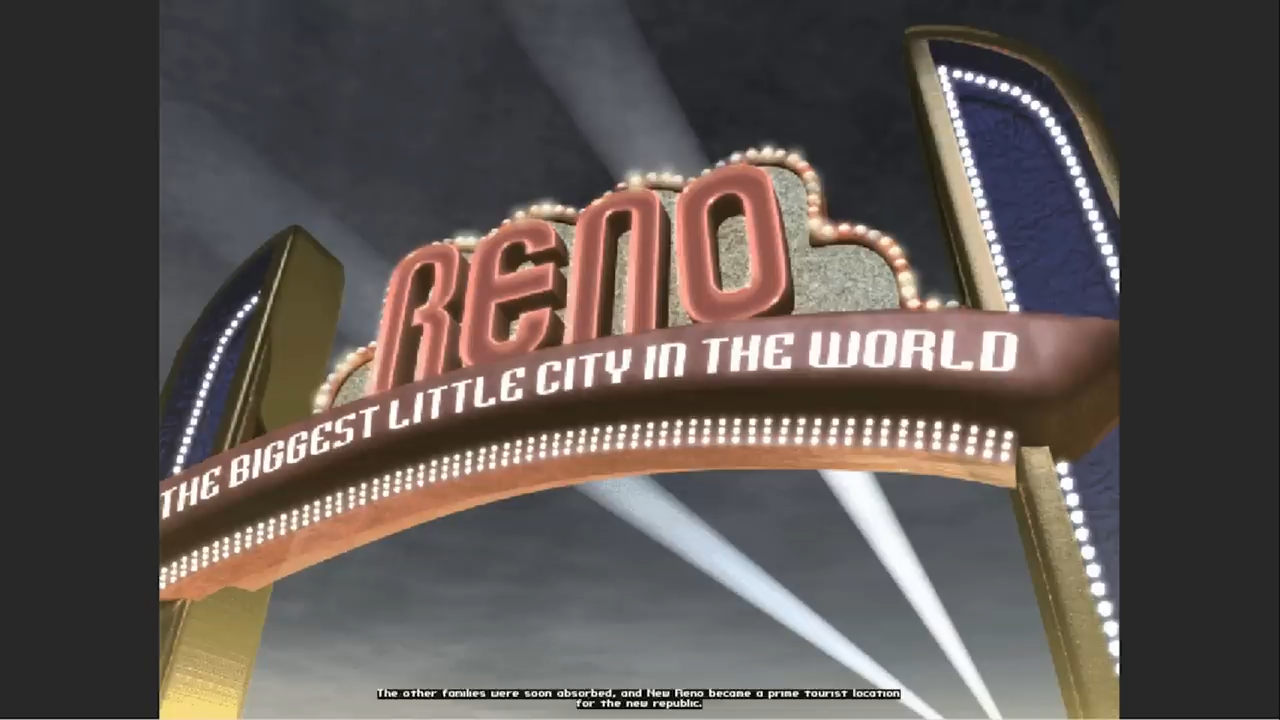 RENO
THE BIGGEST LITTLE CITY IN THE WORLD
The other families were soon absorbed, and New Reno became a prime tourist location
for the new republic.